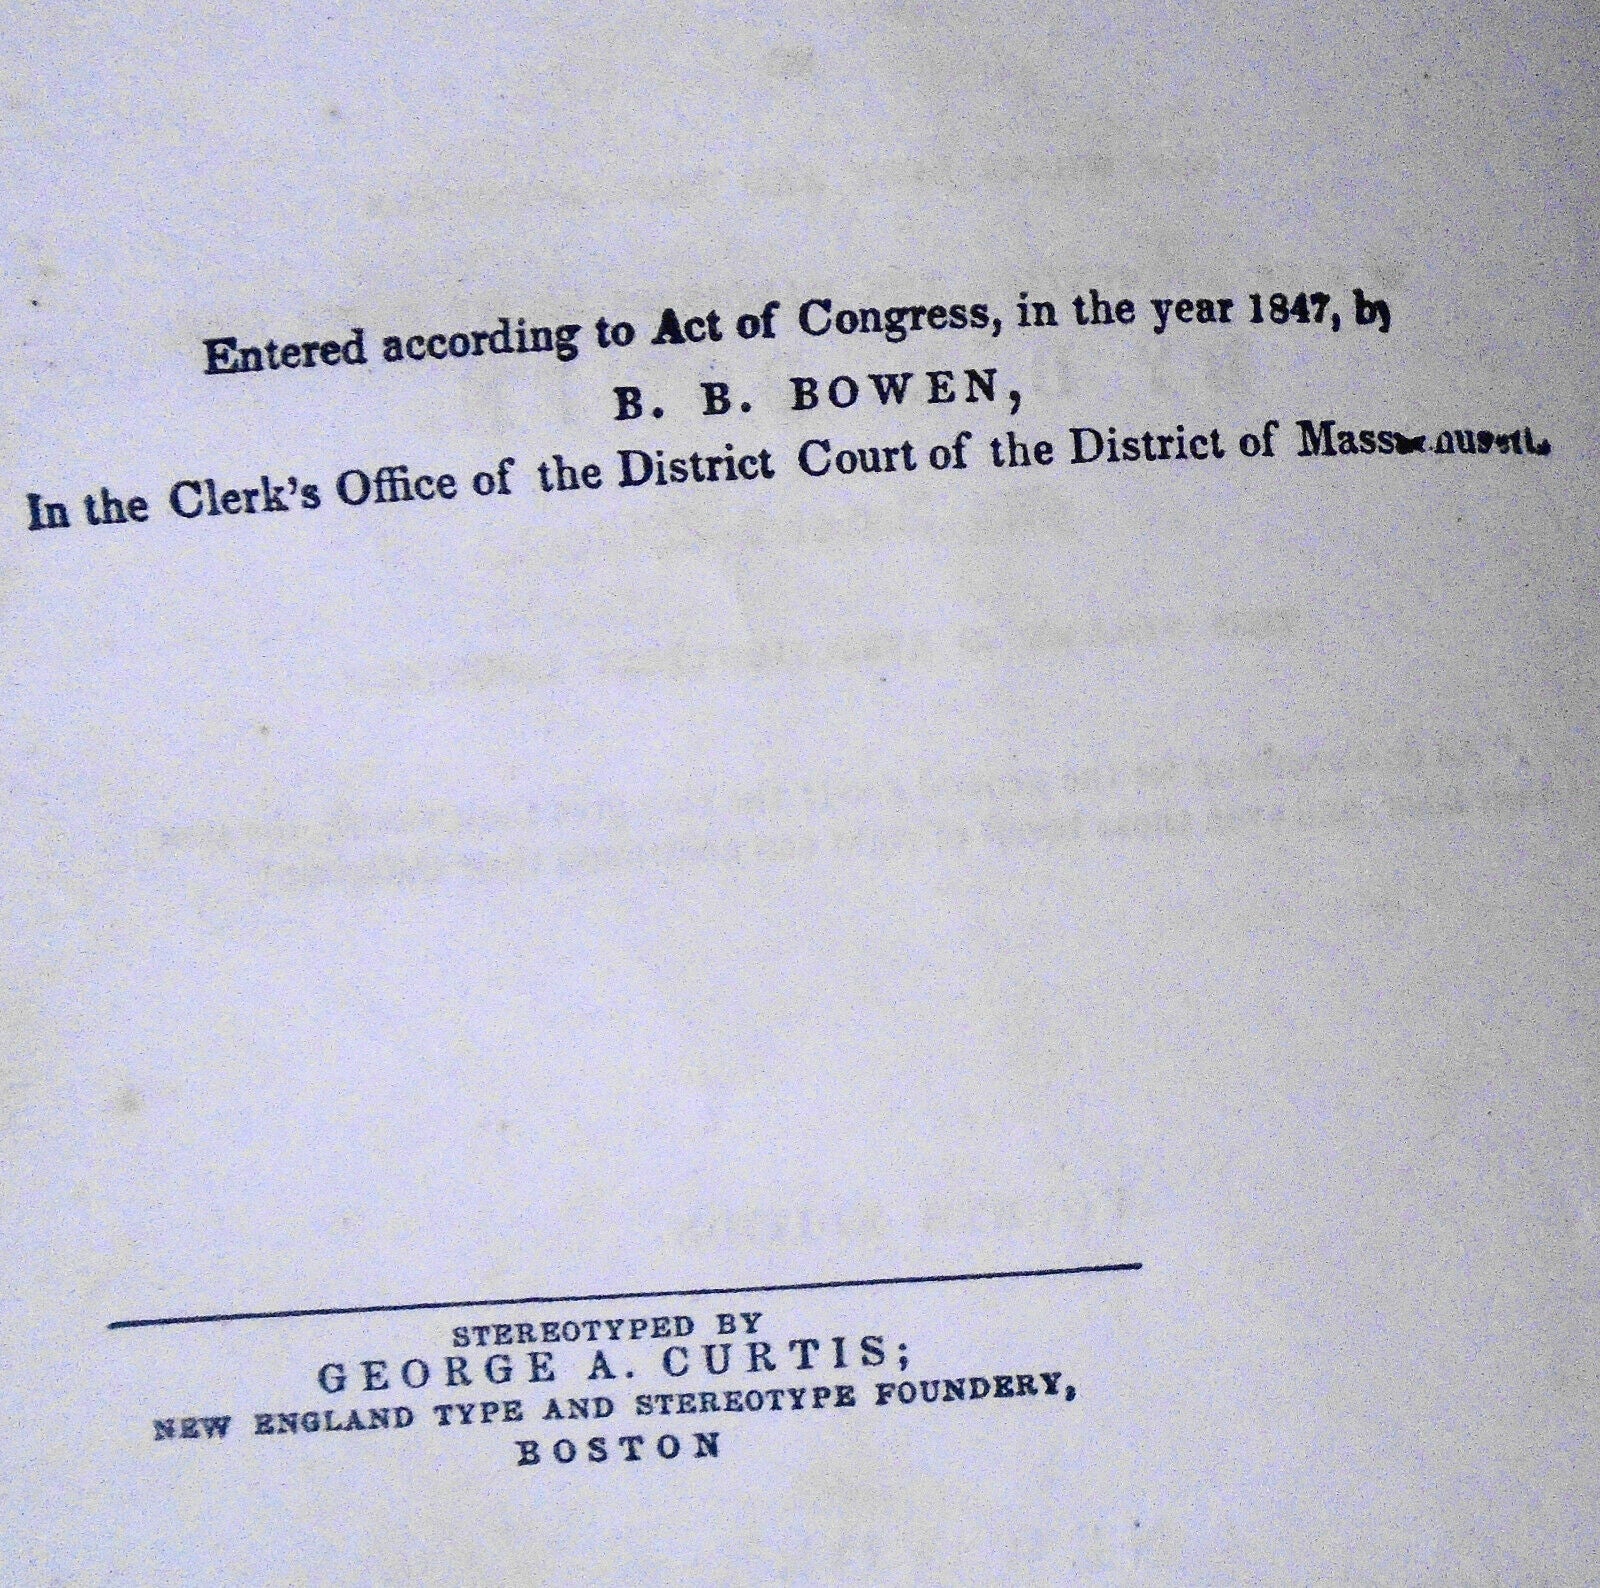 Entered according to Act of Congress, in the year 1847, by
B. B. BOWEN,
In the Clerk's Office of the District Court of the District of Massachusetts.
STEREOTYPED BY
GEORGE A. CURTIS;
NEW ENGLAND TYPE AND STEREOTYPE FOUNDERY,
BOSTON